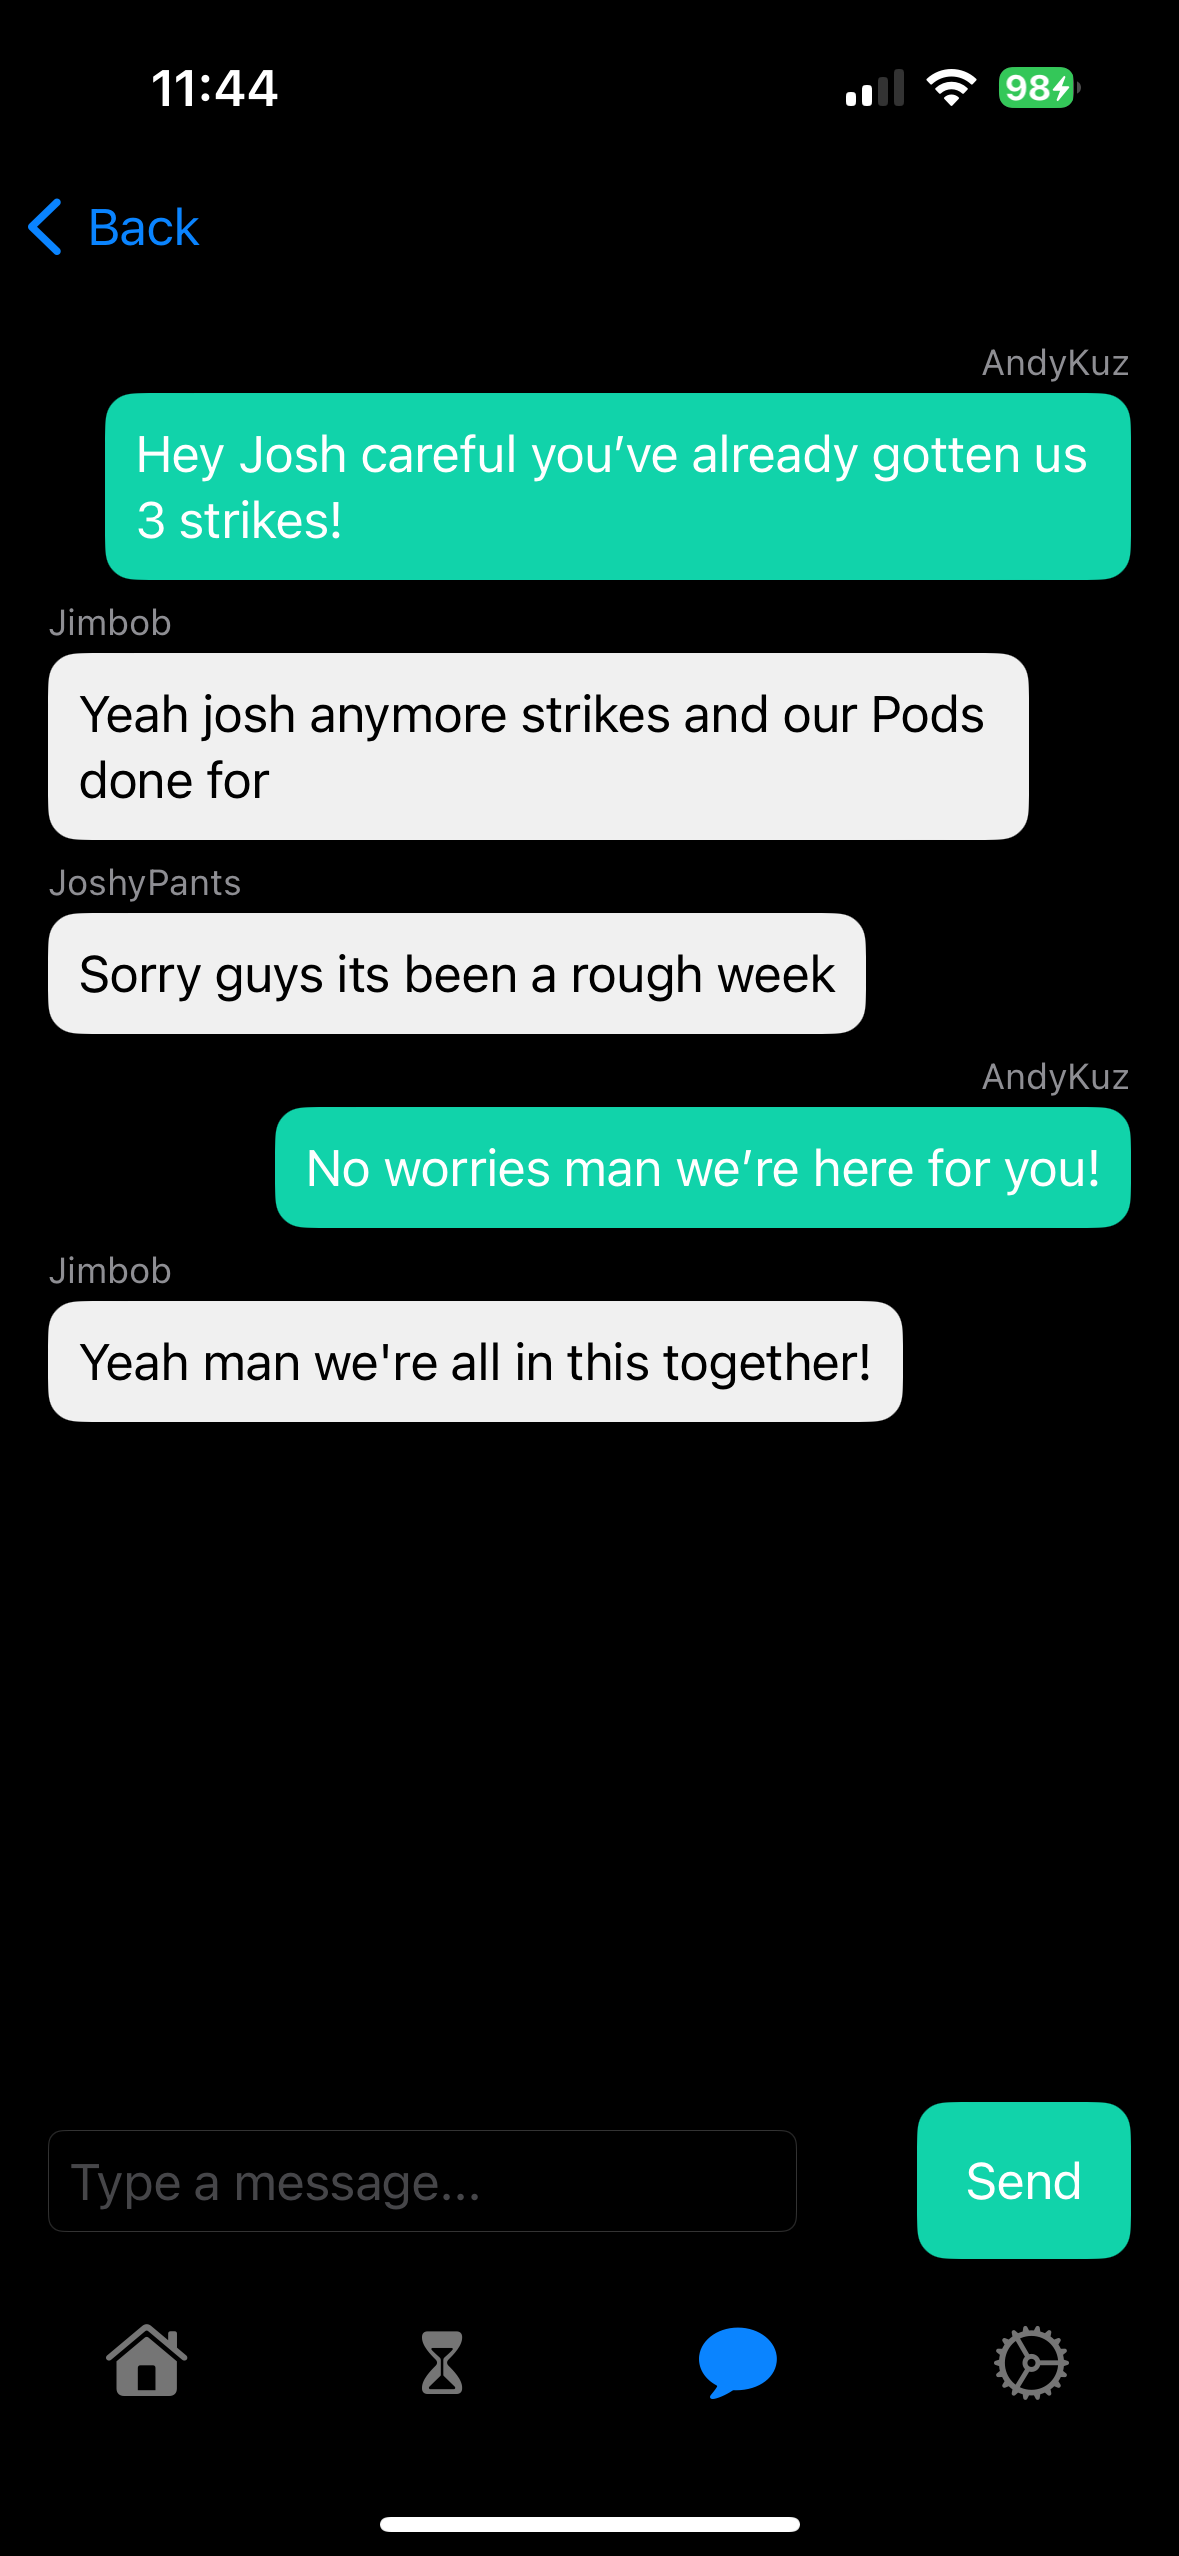 11:44
98
Back
AndyKuz
Hey Josh careful you’ve already gotten us
3 strikes!
Jimbob
Yeah josh anymore strikes and our Pods
done for
JoshyPants
Sorry guys its been a rough week
AndyKuz
No worries man we’re here for you!
Jimbob
Yeah man we're all in this together!
Type a message...
Send